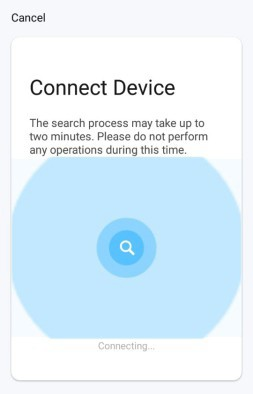 Cancel
Connect Device
The search process may take up to
two minutes. Please do not perform
any operations during this time.
Connecting...